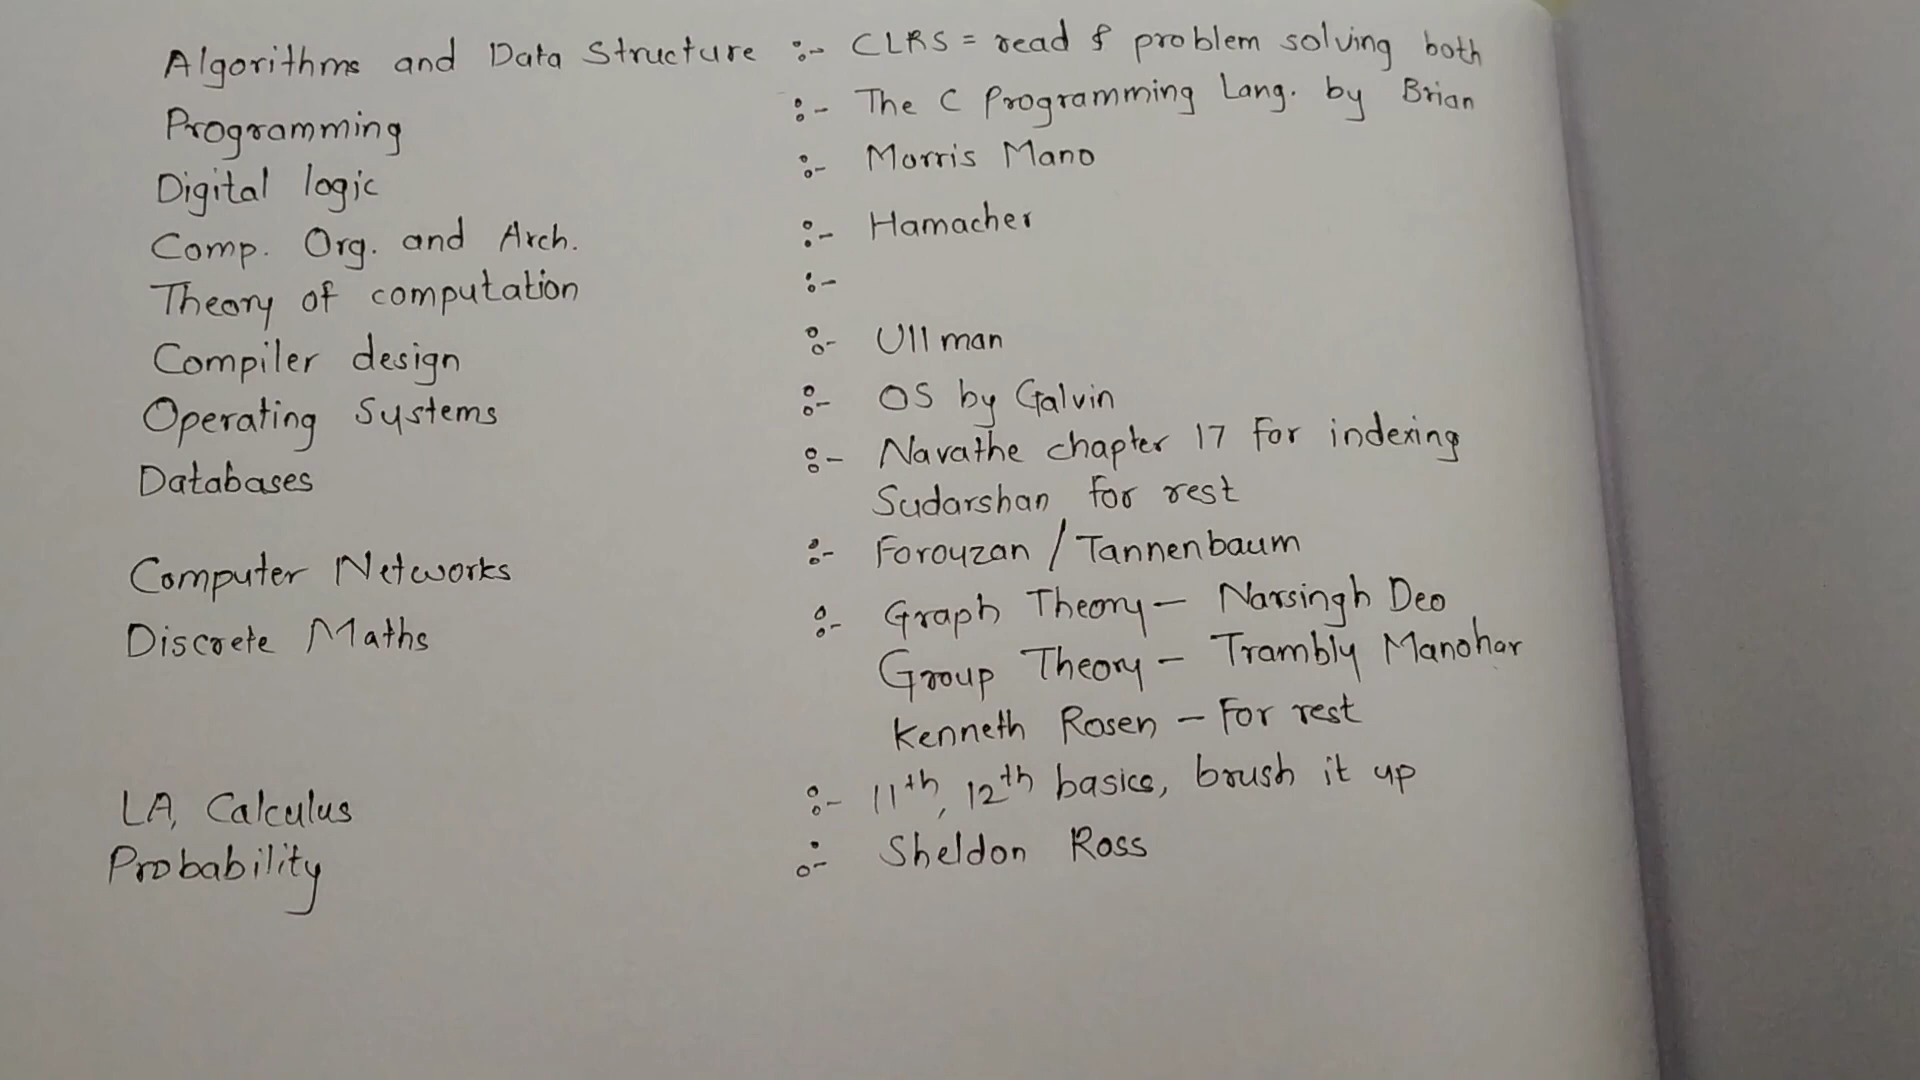 Algorithms and Data Structure :- CLRS = read & problem solving both
Programming :- The C Programming Lang. by Brian
Digital logic :- Morris Mano
Comp. Org. and Arch. :- Hamacher
Theory of computation :-
Compiler design :- Ullman
Operating Systems :- OS by Galvin
Databases :- Navathe chapter 17 for indexing
Sudarshan for rest
Computer Networks :- Forouzan / Tannenbaum
Discrete Maths :- Graph Theory - Narsingh Deo
Group Theory - Trambly Manohar
Kenneth Rosen - For rest
LA, Calculus :- 11th, 12th basics, brush it up
Probability :- Sheldon Ross